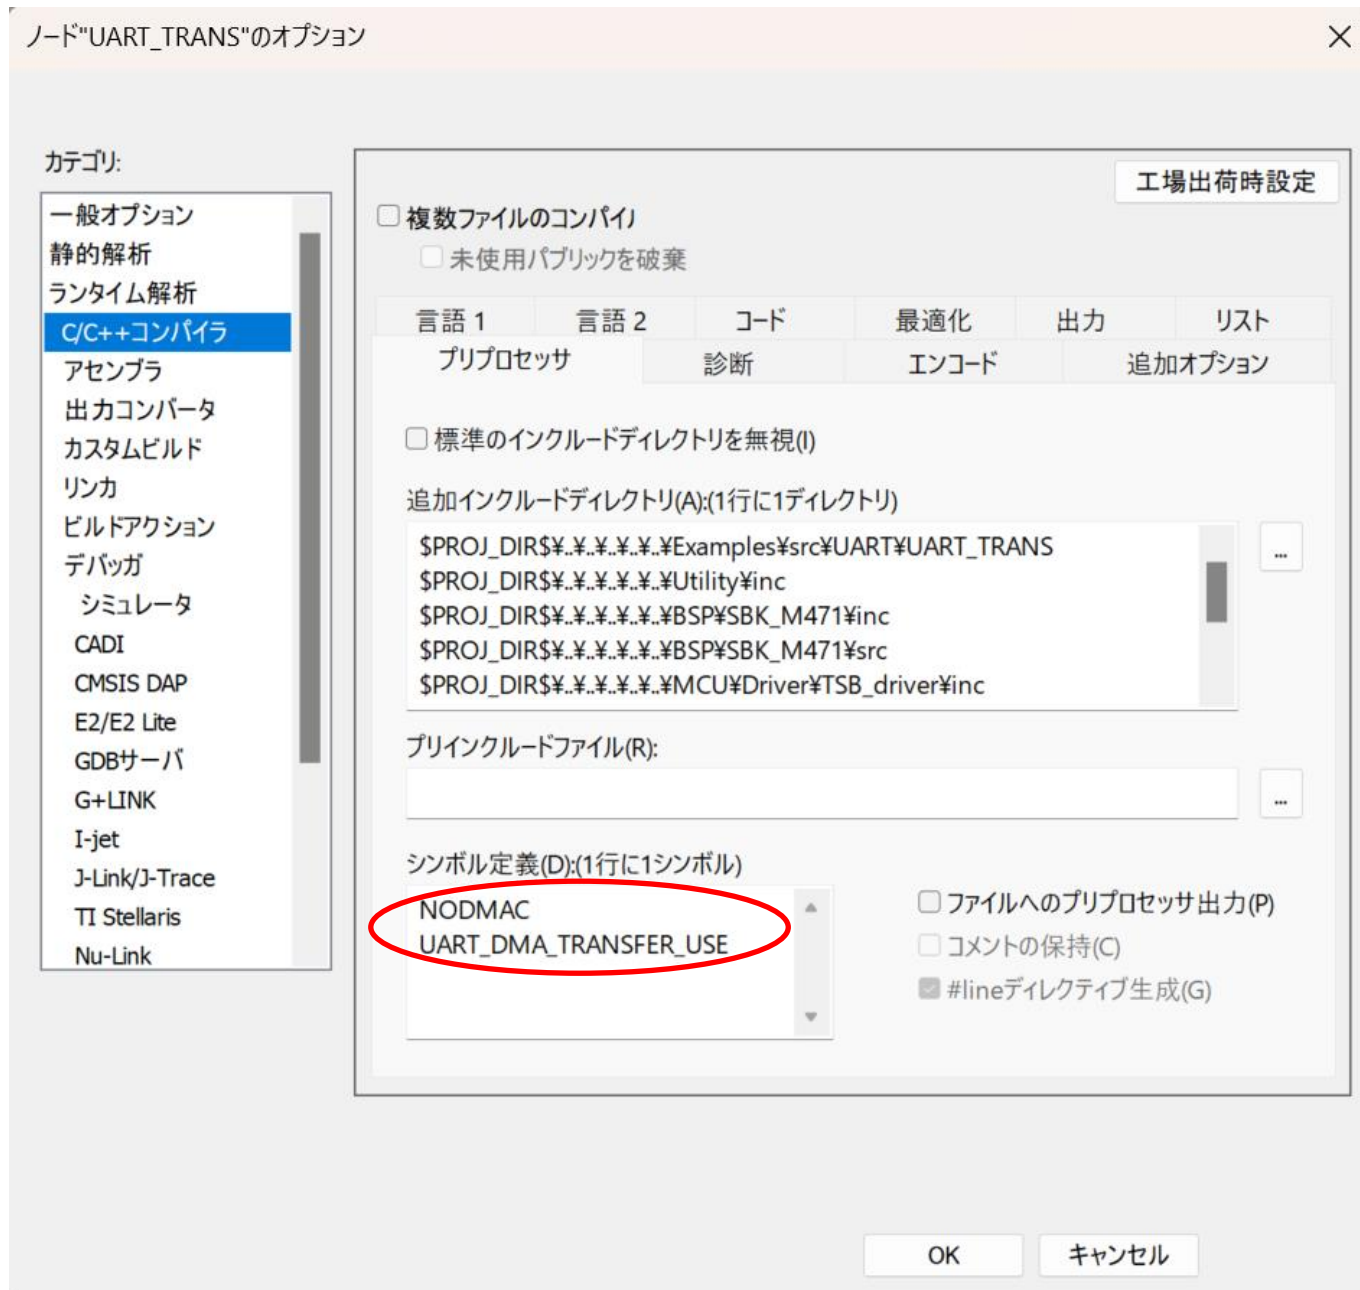 ノード"UART_TRANS"のオプション
カテゴリ:
一般オプション
静的解析
ランタイム解析
C/C++コンパイラ
アセンブラ
出力コンバータ
カスタムビルド
リンカ
ビルドアクション
デバッガ
シミュレータ
CADI
CMSIS DAP
E2/E2 Lite
GDBサーバ
G+LINK
I-jet
J-Link/J-Trace
TI Stellaris
Nu-Link
工場出荷時設定
複数ファイルのコンパイル
未使用パブリックを破棄
言語 1 言語 2 コード 最適化 出力 リスト
プリプロセッサ 診断 エンコード 追加オプション
標準のインクルードディレクトリを無視(I)
追加インクルードディレクトリ(A):(1行に1ディレクトリ)
$PROJ_DIR$¥..¥..¥..¥..¥..¥Examples¥src¥UART¥UART_TRANS
$PROJ_DIR$¥..¥..¥..¥..¥..¥Utility¥inc
$PROJ_DIR$¥..¥..¥..¥..¥..¥BSP¥SBK_M471¥inc
$PROJ_DIR$¥..¥..¥..¥..¥..¥BSP¥SBK_M471¥src
$PROJ_DIR$¥..¥..¥..¥..¥..¥MCU¥Driver¥TSB_driver¥inc
...
プリインクルードファイル(R):
...
シンボル定義(D):(1行に1シンボル)
NODMAC
UART_DMA_TRANSFER_USE
ファイルへのプリプロセッサ出力(P)
コメントの保持(C)
#lineディレクティブ生成(G)
OK キャンセル